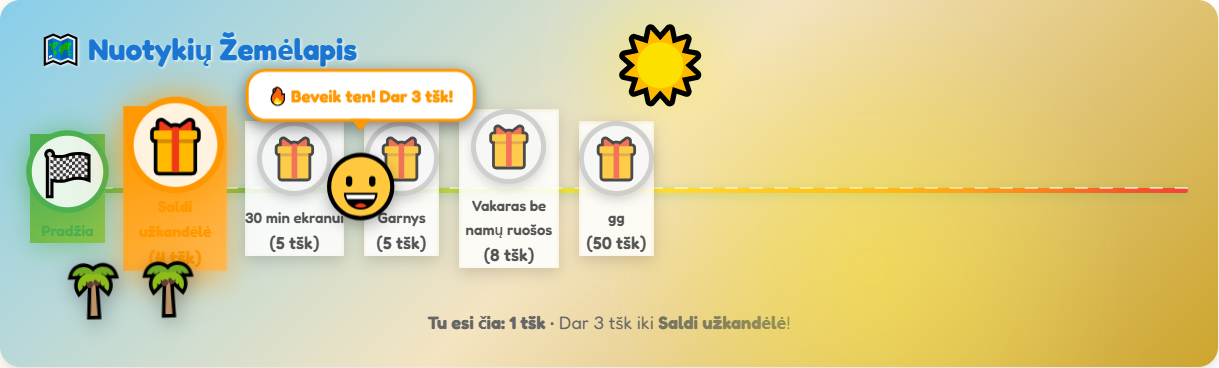 Nuotykių Žemėlapis
Beveik ten! Dar 3 tšk!
Pradžia
Saldi
užkandėlė
(4 tšk)
30 min ekranui
(5 tšk)
Garnys
(5 tšk)
Vakaras be
namų ruošos
(8 tšk)
gg
(50 tšk)
Tu esi čia: 1 tšk · Dar 3 tšk iki Saldi užkandėlė!